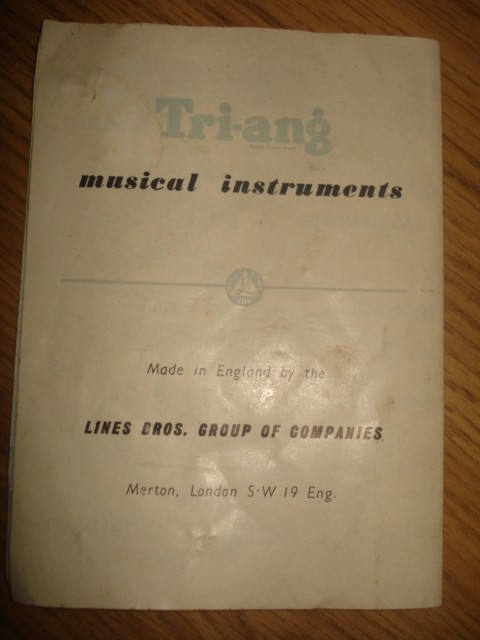 Tri-ang
musical instruments
Made in England by the
LINES BROS. GROUP OF COMPANIES
Merton, London S·W 19 Eng.